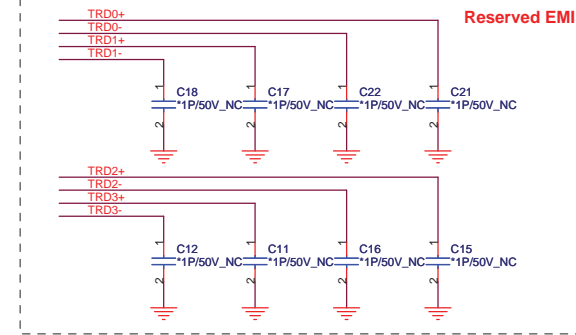 Reserved EMI
TRD0+
TRD0-
TRD1+
TRD1-
1 1 1 1
C18 C17 C22 C21
*1P/50V_NC *1P/50V_NC *1P/50V_NC *1P/50V_NC
2 2 2 2
TRD2+
TRD2-
TRD3+
TRD3-
1 1 1 1
C12 C11 C16 C15
*1P/50V_NC *1P/50V_NC *1P/50V_NC *1P/50V_NC
2 2 2 2